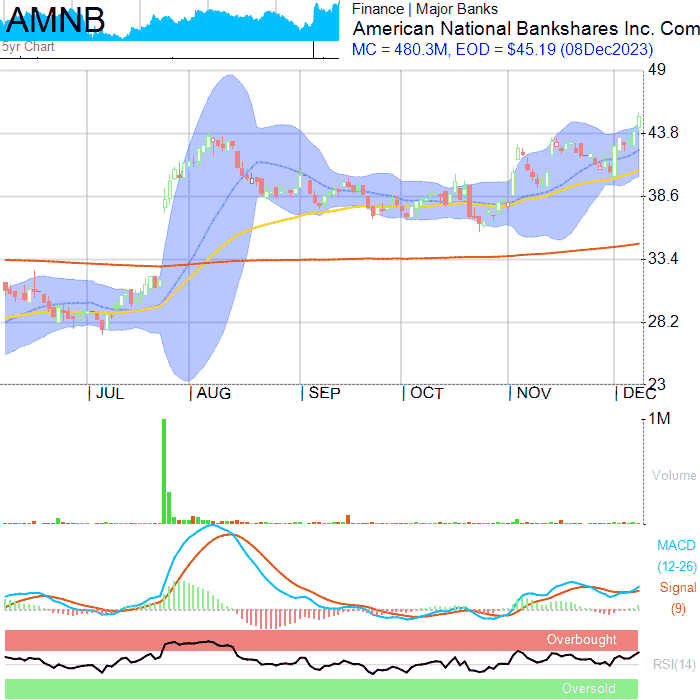 AMNB
5yr Chart
Finance | Major Banks
American National Bankshares Inc. Com
MC = 480.3M, EOD = $45.19 (08Dec2023)
49
43.8
38.6
33.4
28.2
23
JUL AUG SEP OCT NOV DEC
1M
Volume
MACD
(12-26)
Signal
(9)
Overbought
RSI(14)
Oversold